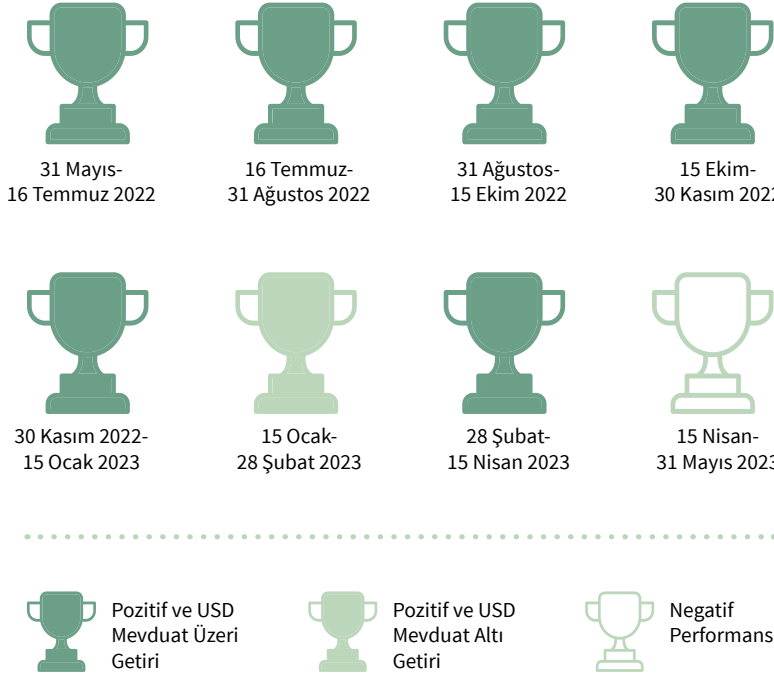 31 Mayıs-
16 Temmuz 2022
16 Temmuz-
31 Ağustos 2022
31 Ağustos-
15 Ekim 2022
15 Ekim-
30 Kasım 2022
30 Kasım 2022-
15 Ocak 2023
15 Ocak-
28 Şubat 2023
28 Şubat-
15 Nisan 2023
15 Nisan-
31 Mayıs 2023
Pozitif ve USD
Mevduat Üzeri
Getiri
Pozitif ve USD
Mevduat Altı
Getiri
Negatif
Performans